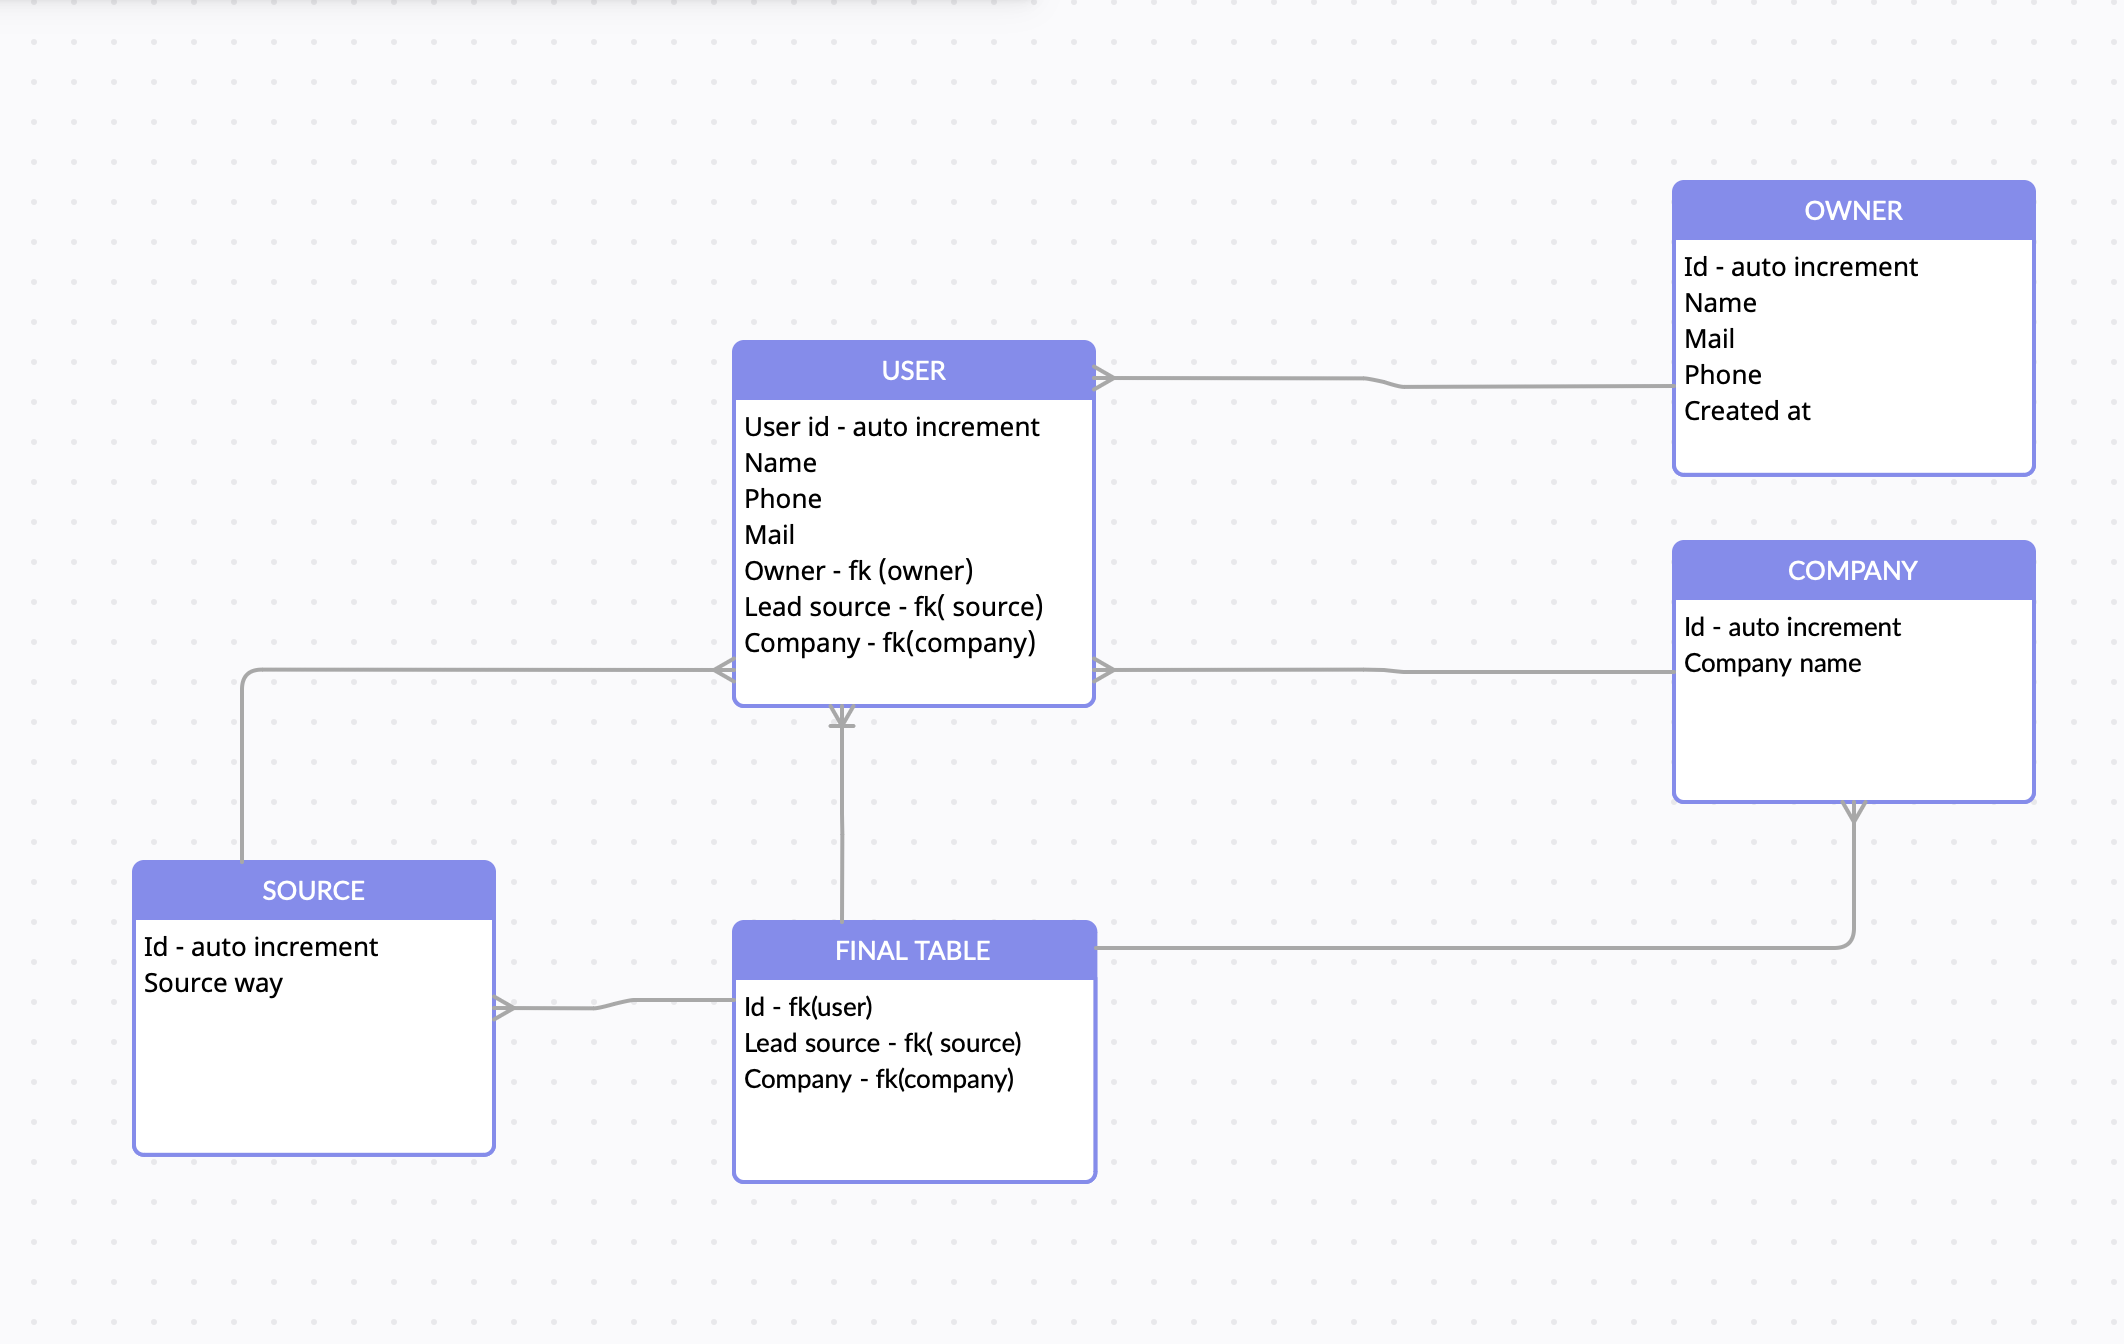 OWNER
Id - auto increment
Name
Mail
Phone
Created at
USER
User id - auto increment
Name
Phone
Mail
Owner - fk (owner)
Lead source - fk( source)
Company - fk(company)
COMPANY
Id - auto increment
Company name
SOURCE
Id - auto increment
Source way
FINAL TABLE
Id - fk(user)
Lead source - fk( source)
Company - fk(company)